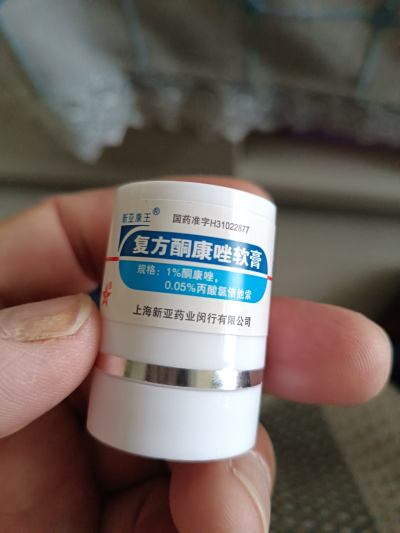 新亚康王®
国药准字H31022877
复方酮康唑软膏
规格：1%酮康唑，
0.05%丙酸氯倍他索
上海新亚药业闵行有限公司